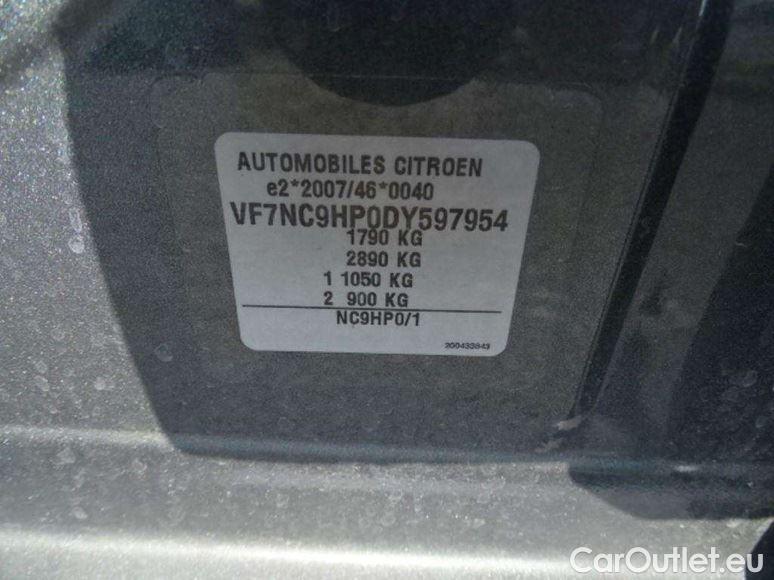 AUTOMOBILES CITROEN
e2*2007/46*0040
VF7NC9HP0DY597954
1790 KG
2890 KG
1 1050 KG
2 900 KG
NC9HP0/1
200433843
CarOutlet.eu